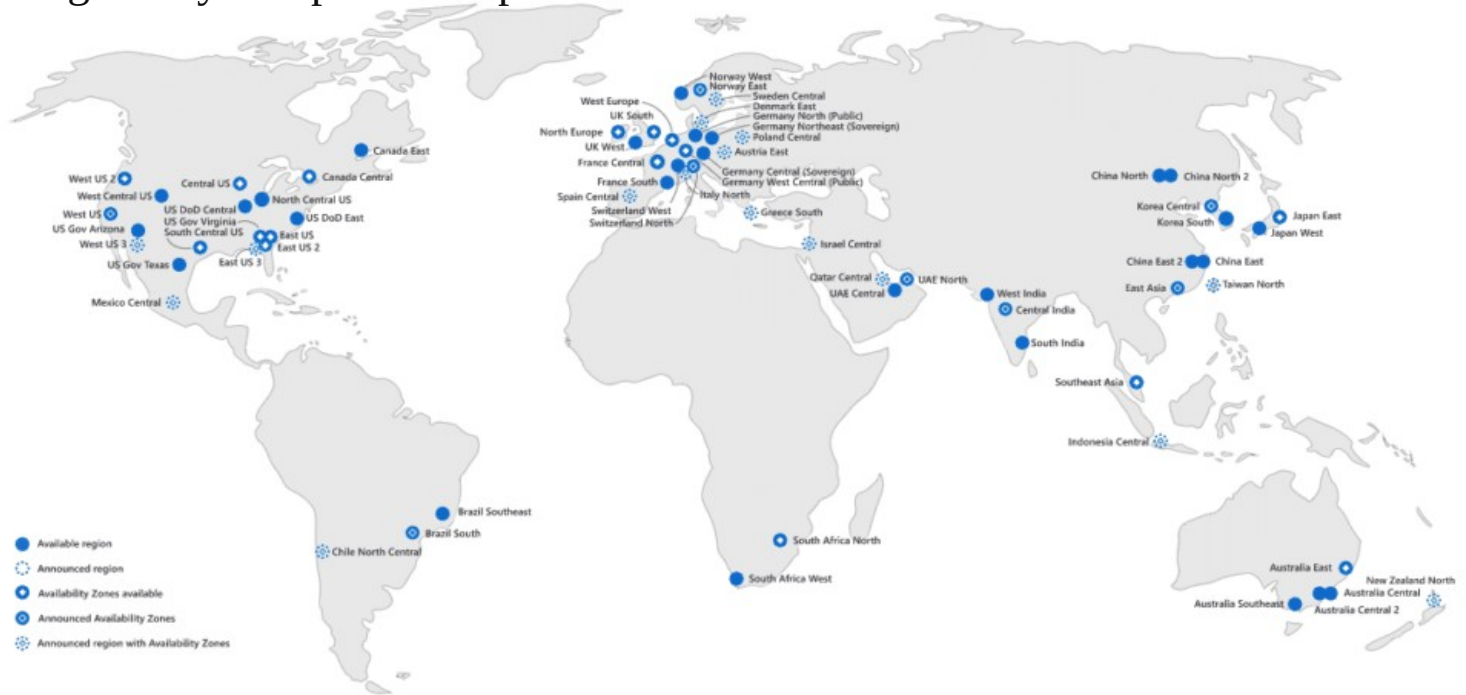 Norway West
Norway East
Sweden Central
Denmark East
Germany North (Public)
Germany Northeast (Sovereign)
Poland Central
Austria East
West Europe
UK South
North Europe
UK West
France Central
France South
Spain Central
Switzerland West
Switzerland North
Germany Central (Sovereign)
Germany West Central (Public)
Italy North
Greece South
Israel Central
Qatar Central
UAE North
UAE Central
Canada East
Canada Central
West US 2
Central US
West Central US
North Central US
US DoD Central
West US
US DoD East
US Gov Virginia
US Gov Arizona
South Central US
East US
West US 3
East US 2
East US 3
US Gov Texas
Mexico Central
China North
China North 2
Korea Central
Korea South
Japan East
Japan West
China East 2
China East
East Asia
Taiwan North
West India
Central India
South India
Southeast Asia
Indonesia Central
Brazil Southeast
Brazil South
Chile North Central
South Africa North
South Africa West
Australia East
New Zealand North
Australia Central
Australia Southeast
Australia Central 2
Available region
Announced region
Availability Zones available
Announced Availability Zones
Announced region with Availability Zones